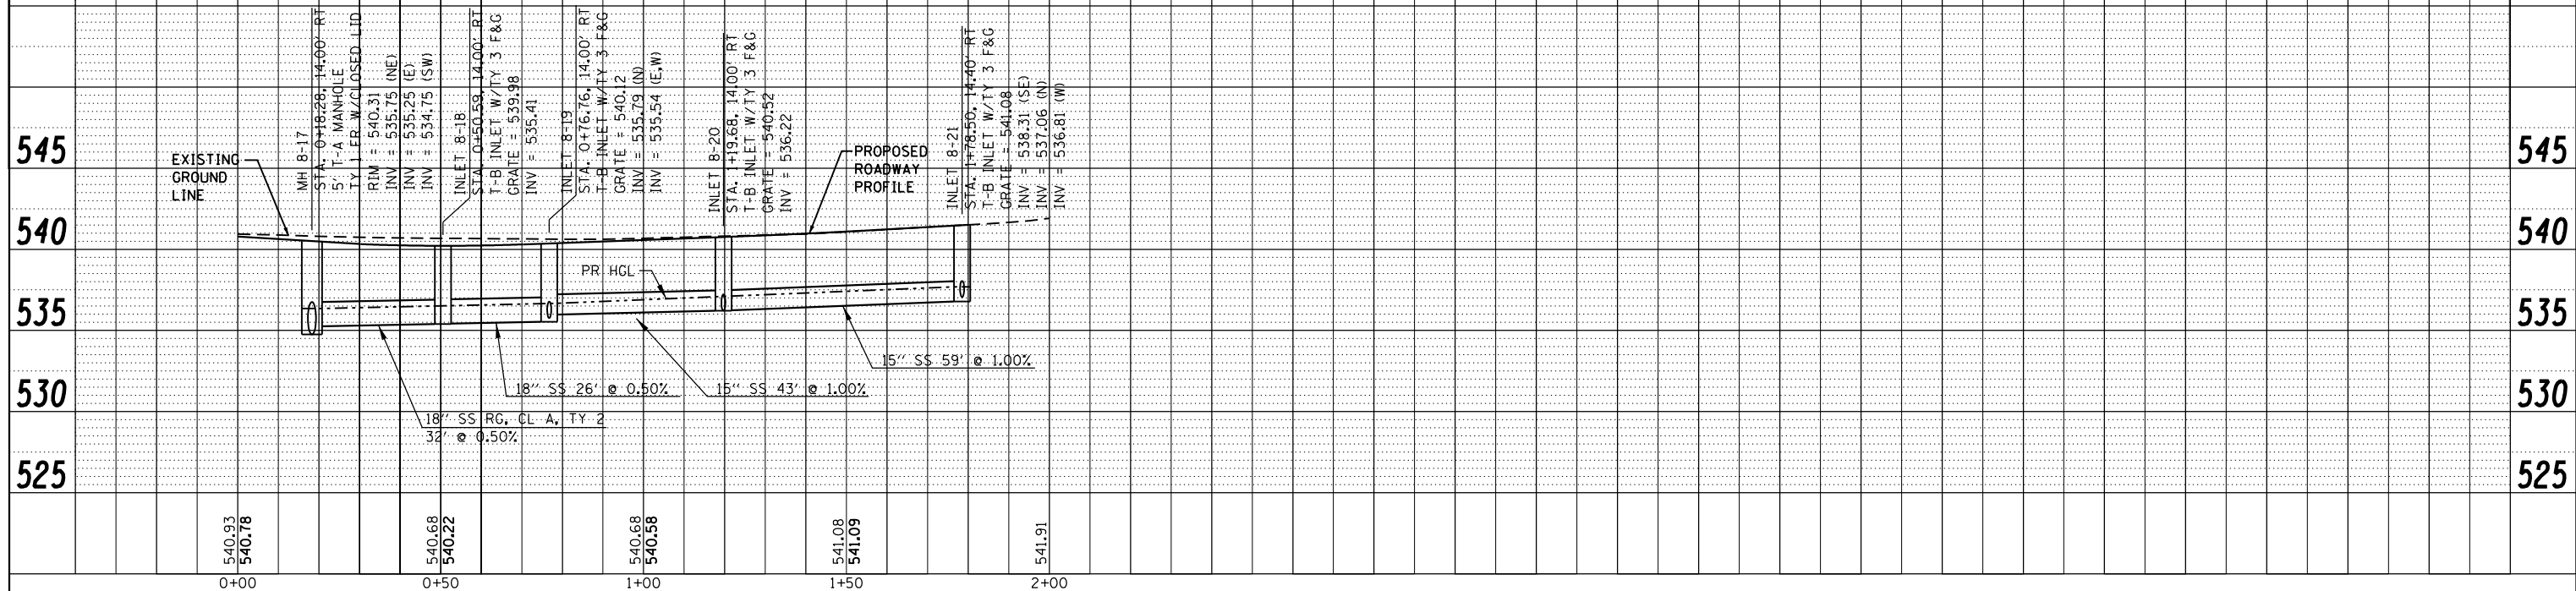 MH 8-17
STA. 0+18.28, 14.00' RT
5' T-A MANHOLE
TY 1 FR W/CLOSED LID
RIM = 540.31
INV = 535.75 (NE)
INV = 535.25 (E)
INV = 534.75 (SW)
INLET 8-18
STA. 0+50.59, 14.00' RT
T-B INLET W/TY 3 F&G
GRATE = 539.98
INV = 535.41
INLET 8-19
STA. 0+76.76, 14.00' RT
T-B INLET W/TY 3 F&G
GRATE = 540.12
INV = 535.79 (N)
INV = 535.54 (E,W)
INLET 8-20
STA. 1+19.68, 14.00' RT
T-B INLET W/TY 3 F&G
GRATE = 540.52
INV = 536.22
INLET 8-21
STA. 1+78.50, 14.40' RT
T-B INLET W/TY 3 F&G
GRATE = 541.08
INV = 538.31 (SE)
INV = 537.06 (N)
INV = 536.81 (W)
545
545
EXISTING
GROUND
LINE
PROPOSED
ROADWAY
PROFILE
540
540
PR HGL
535
535
15'' SS 59' @ 1.00%
18'' SS 26' @ 0.50%
15'' SS 43' @ 1.00%
530
530
18'' SS RG, CL A, TY 2
32' @ 0.50%
525
525
540.93
540.78
540.68
540.22
540.68
540.58
541.08
541.09
541.91
0+00
0+50
1+00
1+50
2+00